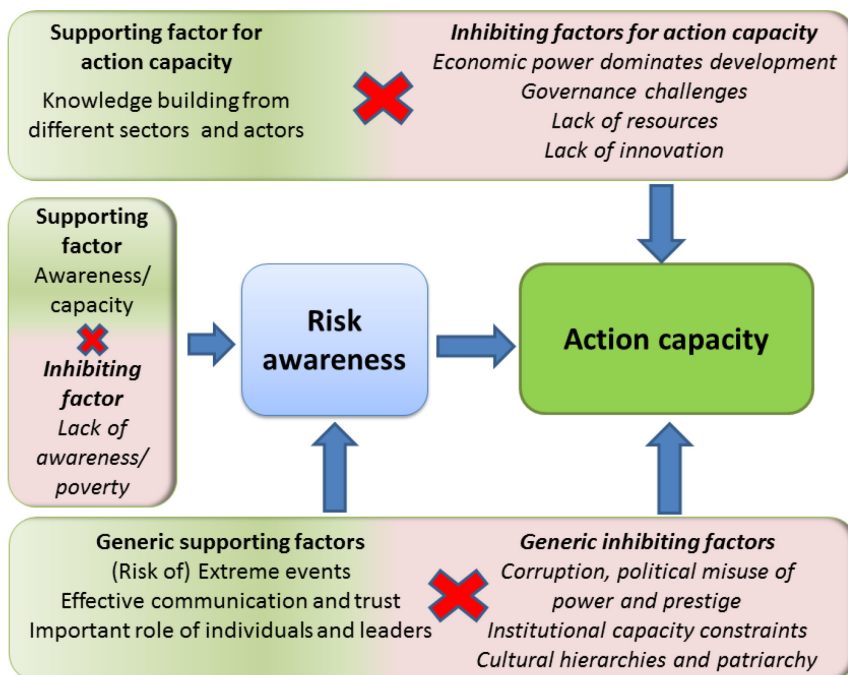 Supporting factor for
action capacity
Knowledge building from
different sectors and actors
Inhibiting factors for action capacity
Economic power dominates development
Governance challenges
Lack of resources
Lack of innovation
Supporting
factor
Awareness/
capacity
Inhibiting
factor
Lack of
awareness/
poverty
Risk
awareness
Action capacity
Generic supporting factors
(Risk of) Extreme events
Effective communication and trust
Important role of individuals and leaders
Generic inhibiting factors
Corruption, political misuse of
power and prestige
Institutional capacity constraints
Cultural hierarchies and patriarchy